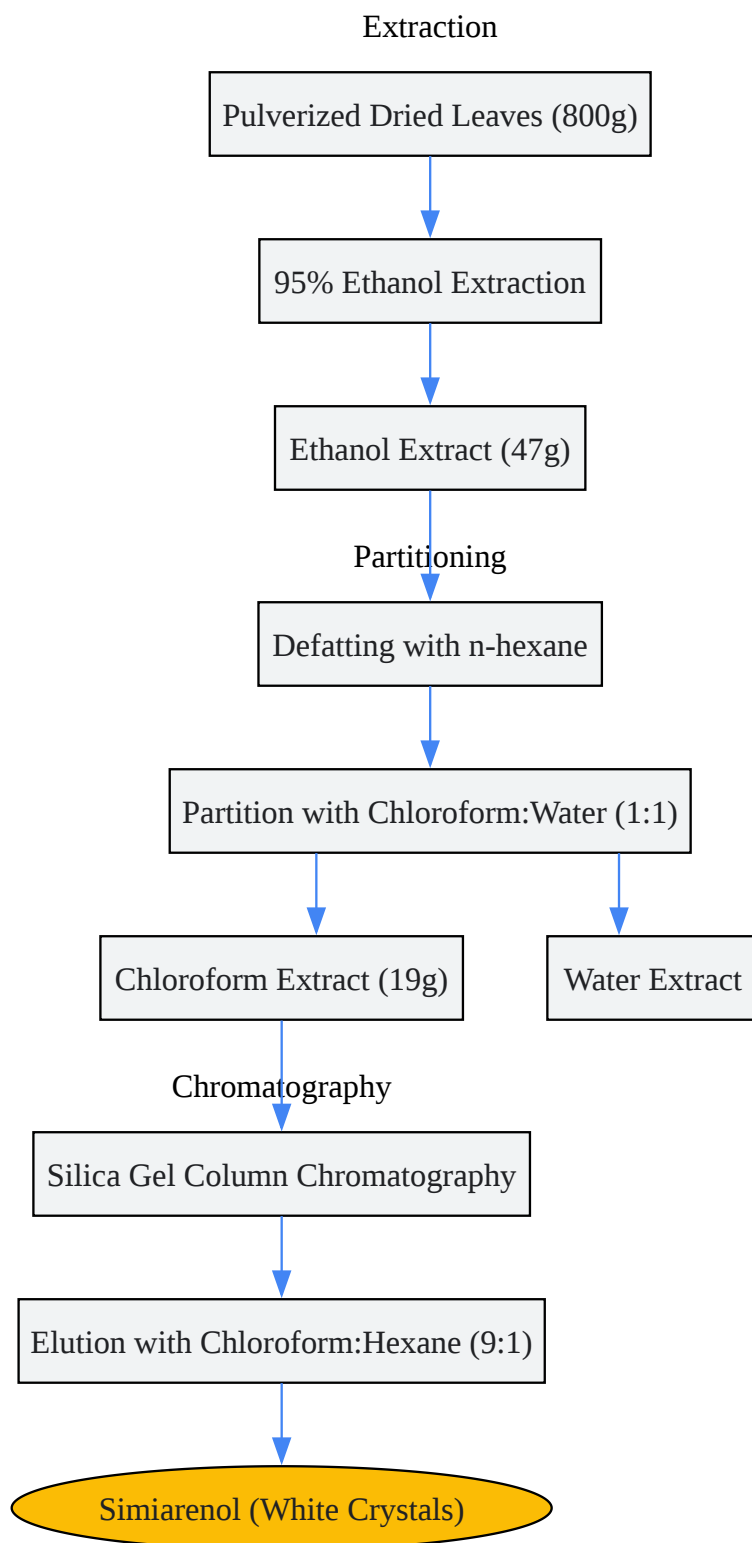 Extraction
Pulverized Dried Leaves (800g)
95% Ethanol Extraction
Ethanol Extract (47g)
Partitioning
Defatting with n-hexane
Partition with Chloroform:Water (1:1)
Chloroform Extract (19g)
Water Extract
Chromatography
Silica Gel Column Chromatography
Elution with Chloroform:Hexane (9:1)
Simiarenol (White Crystals)